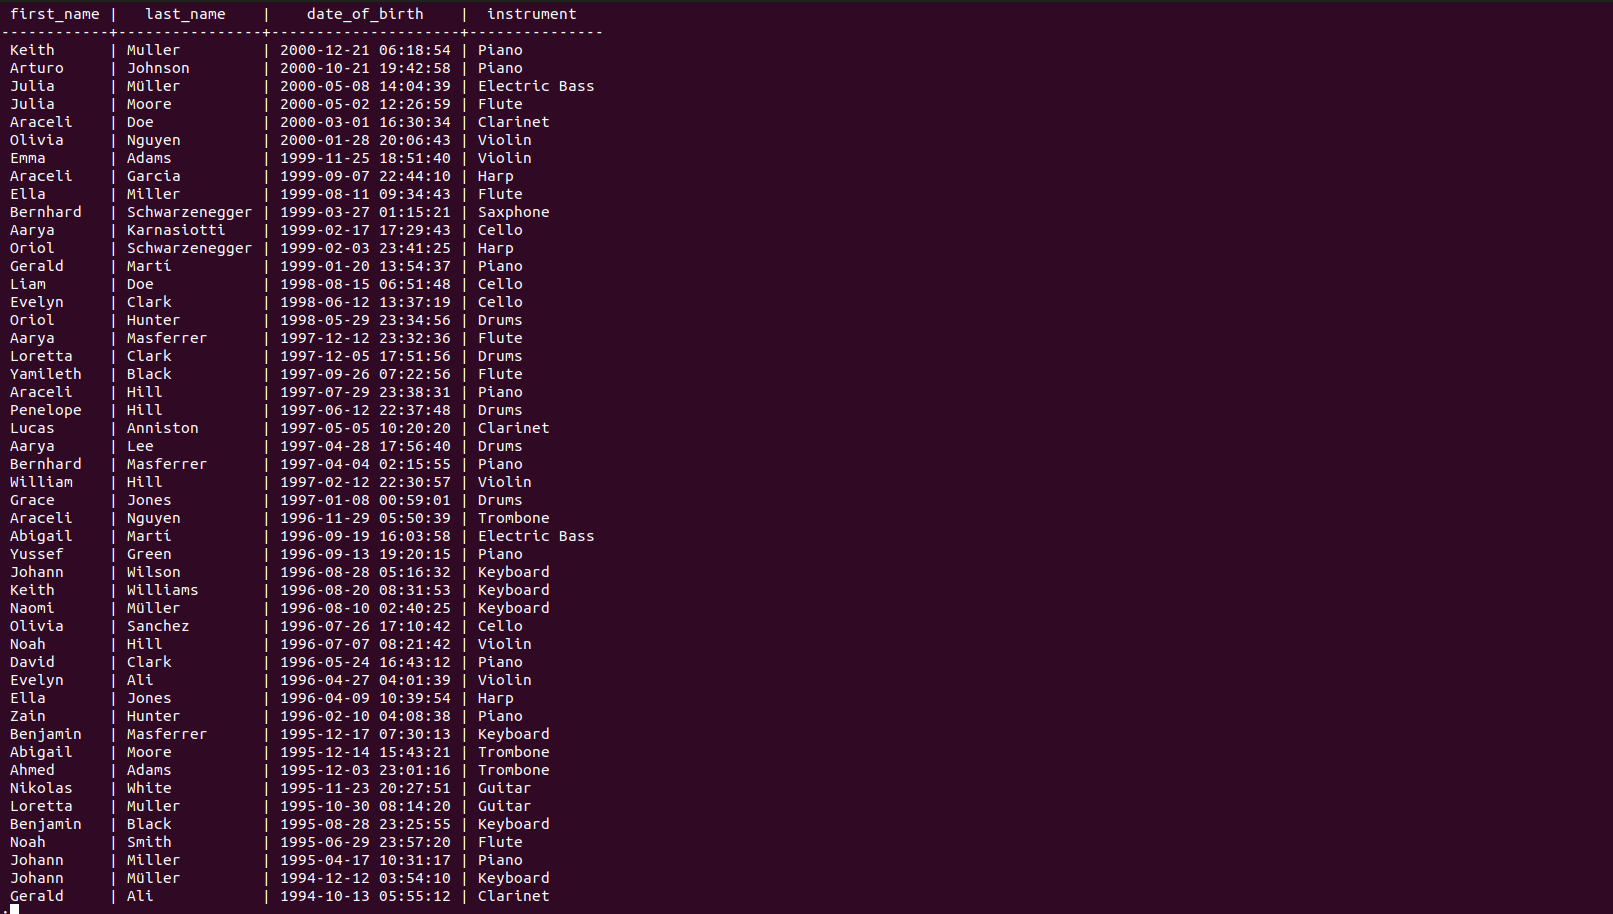 first_name |   last_name    |    date_of_birth    |  instrument
------------+----------------+---------------------+---------------
 Keith      | Muller         | 2000-12-21 06:18:54 | Piano
 Arturo     | Johnson        | 2000-10-21 19:42:58 | Piano
 Julia      | Müller         | 2000-05-08 14:04:39 | Electric Bass
 Julia      | Moore          | 2000-05-02 12:26:59 | Flute
 Araceli    | Doe            | 2000-03-01 16:30:34 | Clarinet
 Olivia     | Nguyen         | 2000-01-28 20:06:43 | Violin
 Emma       | Adams          | 1999-11-25 18:51:40 | Violin
 Araceli    | Garcia         | 1999-09-07 22:44:10 | Harp
 Ella       | Miller         | 1999-08-11 09:34:43 | Flute
 Bernhard   | Schwarzenegger | 1999-03-27 01:15:21 | Saxphone
 Aarya      | Karnasiotti    | 1999-02-17 17:29:43 | Cello
 Oriol      | Schwarzenegger | 1999-02-03 23:41:25 | Harp
 Gerald     | Martí          | 1999-01-20 13:54:37 | Piano
 Liam       | Doe            | 1998-08-15 06:51:48 | Cello
 Evelyn     | Clark          | 1998-06-12 13:37:19 | Cello
 Oriol      | Hunter         | 1998-05-29 23:34:56 | Drums
 Aarya      | Masferrer      | 1997-12-12 23:32:36 | Flute
 Loretta    | Clark          | 1997-12-05 17:51:56 | Drums
 Yamileth   | Black          | 1997-09-26 07:22:56 | Flute
 Araceli    | Hill           | 1997-07-29 23:38:31 | Piano
 Penelope   | Hill           | 1997-06-12 22:37:48 | Drums
 Lucas      | Anniston       | 1997-05-05 10:20:20 | Clarinet
 Aarya      | Lee            | 1997-04-28 17:56:40 | Drums
 Bernhard   | Masferrer      | 1997-04-04 02:15:55 | Piano
 William    | Hill           | 1997-02-12 22:30:57 | Violin
 Grace      | Jones          | 1997-01-08 00:59:01 | Drums
 Araceli    | Nguyen         | 1996-11-29 05:50:39 | Trombone
 Abigail    | Martí          | 1996-09-19 16:03:58 | Electric Bass
 Yussef     | Green          | 1996-09-13 19:20:15 | Piano
 Johann     | Wilson         | 1996-08-28 05:16:32 | Keyboard
 Keith      | Williams       | 1996-08-20 08:31:53 | Keyboard
 Naomi      | Müller         | 1996-08-10 02:40:25 | Keyboard
 Olivia     | Sanchez        | 1996-07-26 17:10:42 | Cello
 Noah       | Hill           | 1996-07-07 08:21:42 | Violin
 David      | Clark          | 1996-05-24 16:43:12 | Piano
 Evelyn     | Ali            | 1996-04-27 04:01:39 | Violin
 Ella       | Jones          | 1996-04-09 10:39:54 | Harp
 Zain       | Hunter         | 1996-02-10 04:08:38 | Piano
 Benjamin   | Masferrer      | 1995-12-17 07:30:13 | Keyboard
 Abigail    | Moore          | 1995-12-14 15:43:21 | Trombone
 Ahmed      | Adams          | 1995-12-03 23:01:16 | Trombone
 Nikolas    | White          | 1995-11-23 20:27:51 | Guitar
 Loretta    | Muller         | 1995-10-30 08:14:20 | Guitar
 Benjamin   | Black          | 1995-08-28 23:25:55 | Keyboard
 Noah       | Smith          | 1995-06-29 23:57:20 | Flute
 Johann     | Miller         | 1995-04-17 10:31:17 | Piano
 Johann     | Müller         | 1994-12-12 03:54:10 | Keyboard
 Gerald     | Ali            | 1994-10-13 05:55:12 | Clarinet